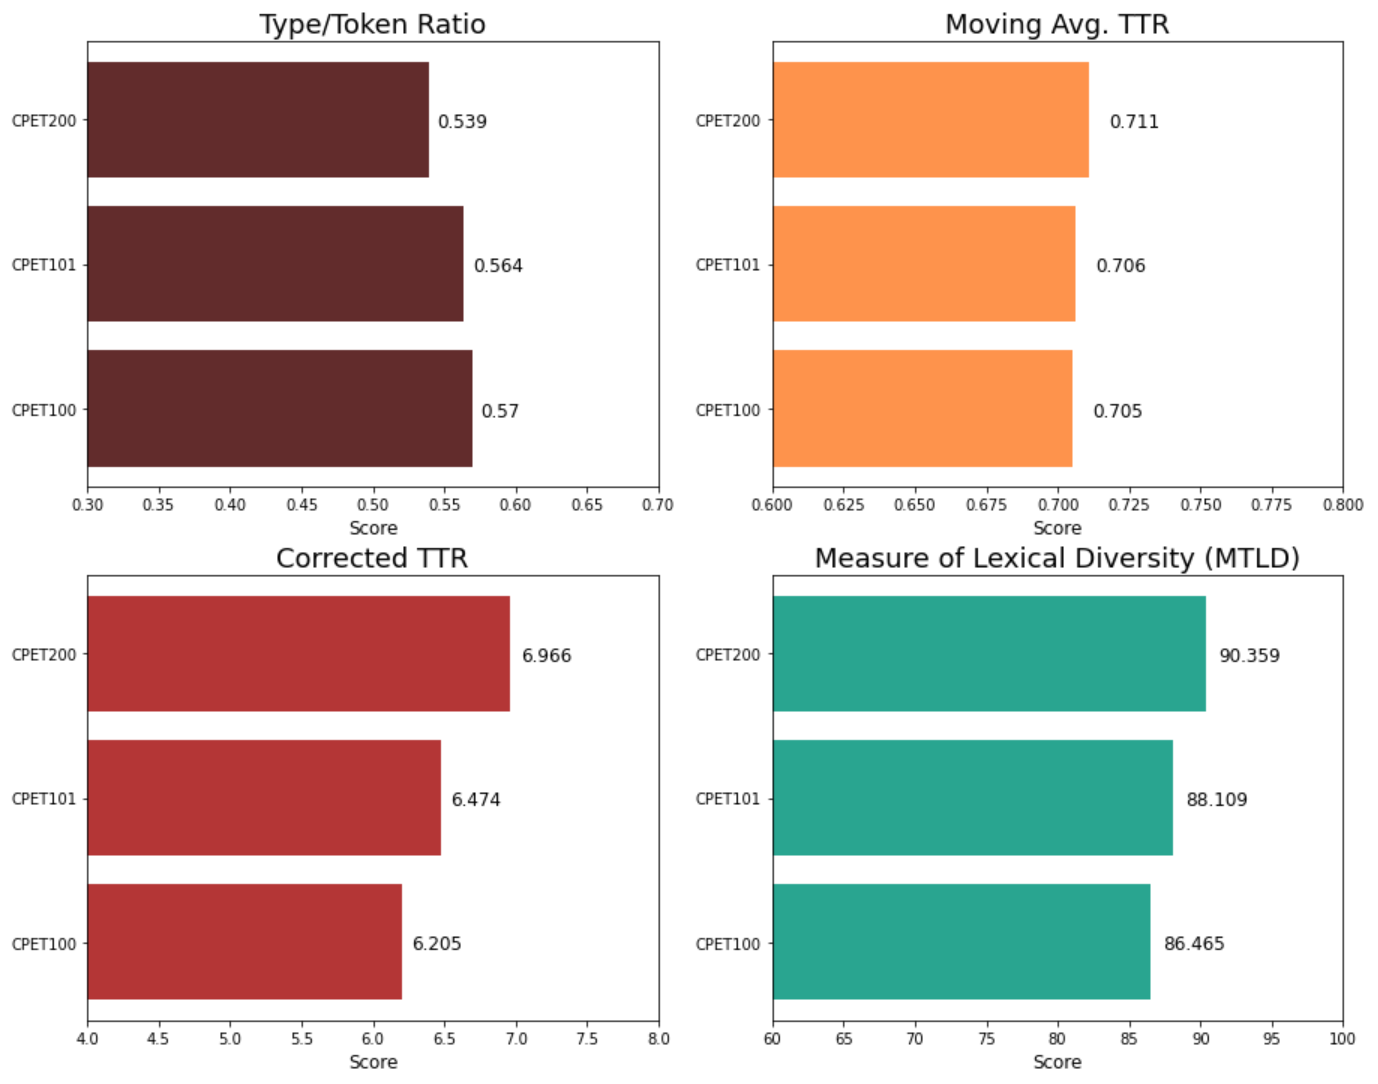 Type/Token Ratio
CPET200
0.539
CPET101
0.564
CPET100
0.57
0.30 0.35 0.40 0.45 0.50 0.55 0.60 0.65 0.70
Score
Moving Avg. TTR
CPET200
0.711
CPET101
0.706
CPET100
0.705
0.600 0.625 0.650 0.675 0.700 0.725 0.750 0.775 0.800
Score
Corrected TTR
CPET200
6.966
CPET101
6.474
CPET100
6.205
4.0 4.5 5.0 5.5 6.0 6.5 7.0 7.5 8.0
Score
Measure of Lexical Diversity (MTLD)
CPET200
90.359
CPET101
88.109
CPET100
86.465
60 65 70 75 80 85 90 95 100
Score